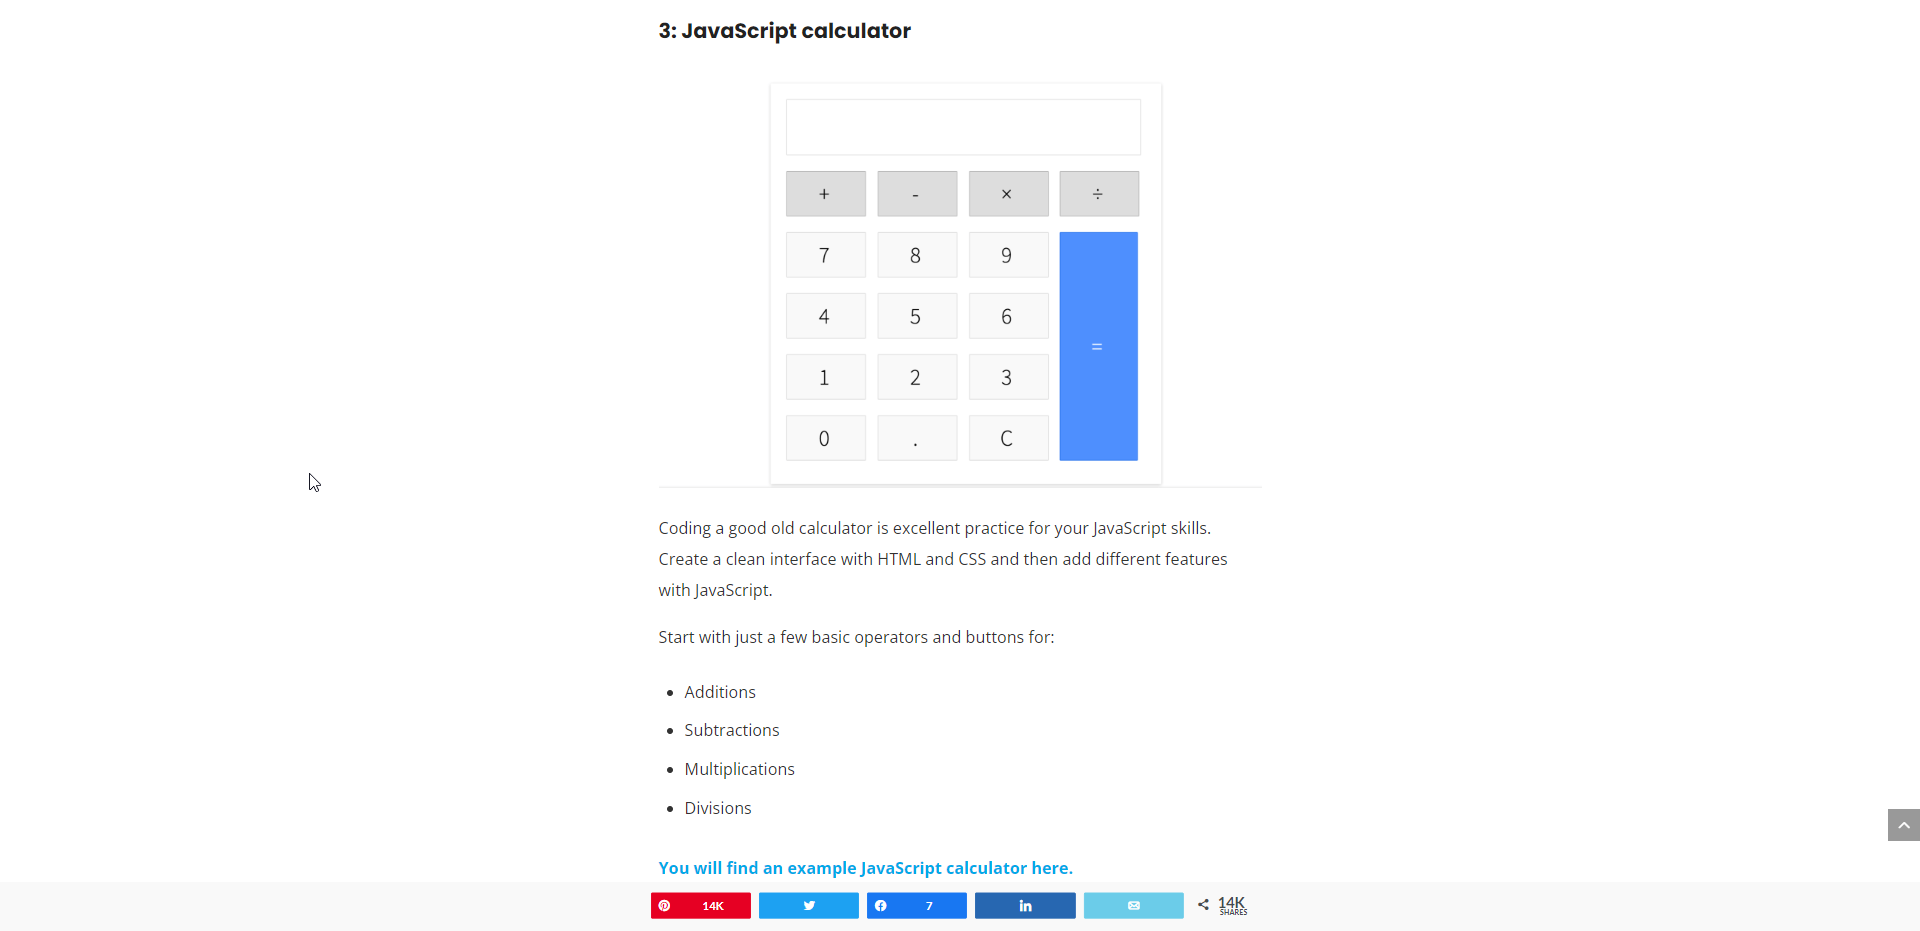 3: JavaScript calculator
+ - × ÷
7 8 9
=
4 5 6
1 2 3
0 . C
Coding a good old calculator is excellent practice for your JavaScript skills.
Create a clean interface with HTML and CSS and then add different features
with JavaScript.
Start with just a few basic operators and buttons for:
• Additions
• Subtractions
• Multiplications
• Divisions
You will find an example JavaScript calculator here.
14K
7
in
14K
SHARES